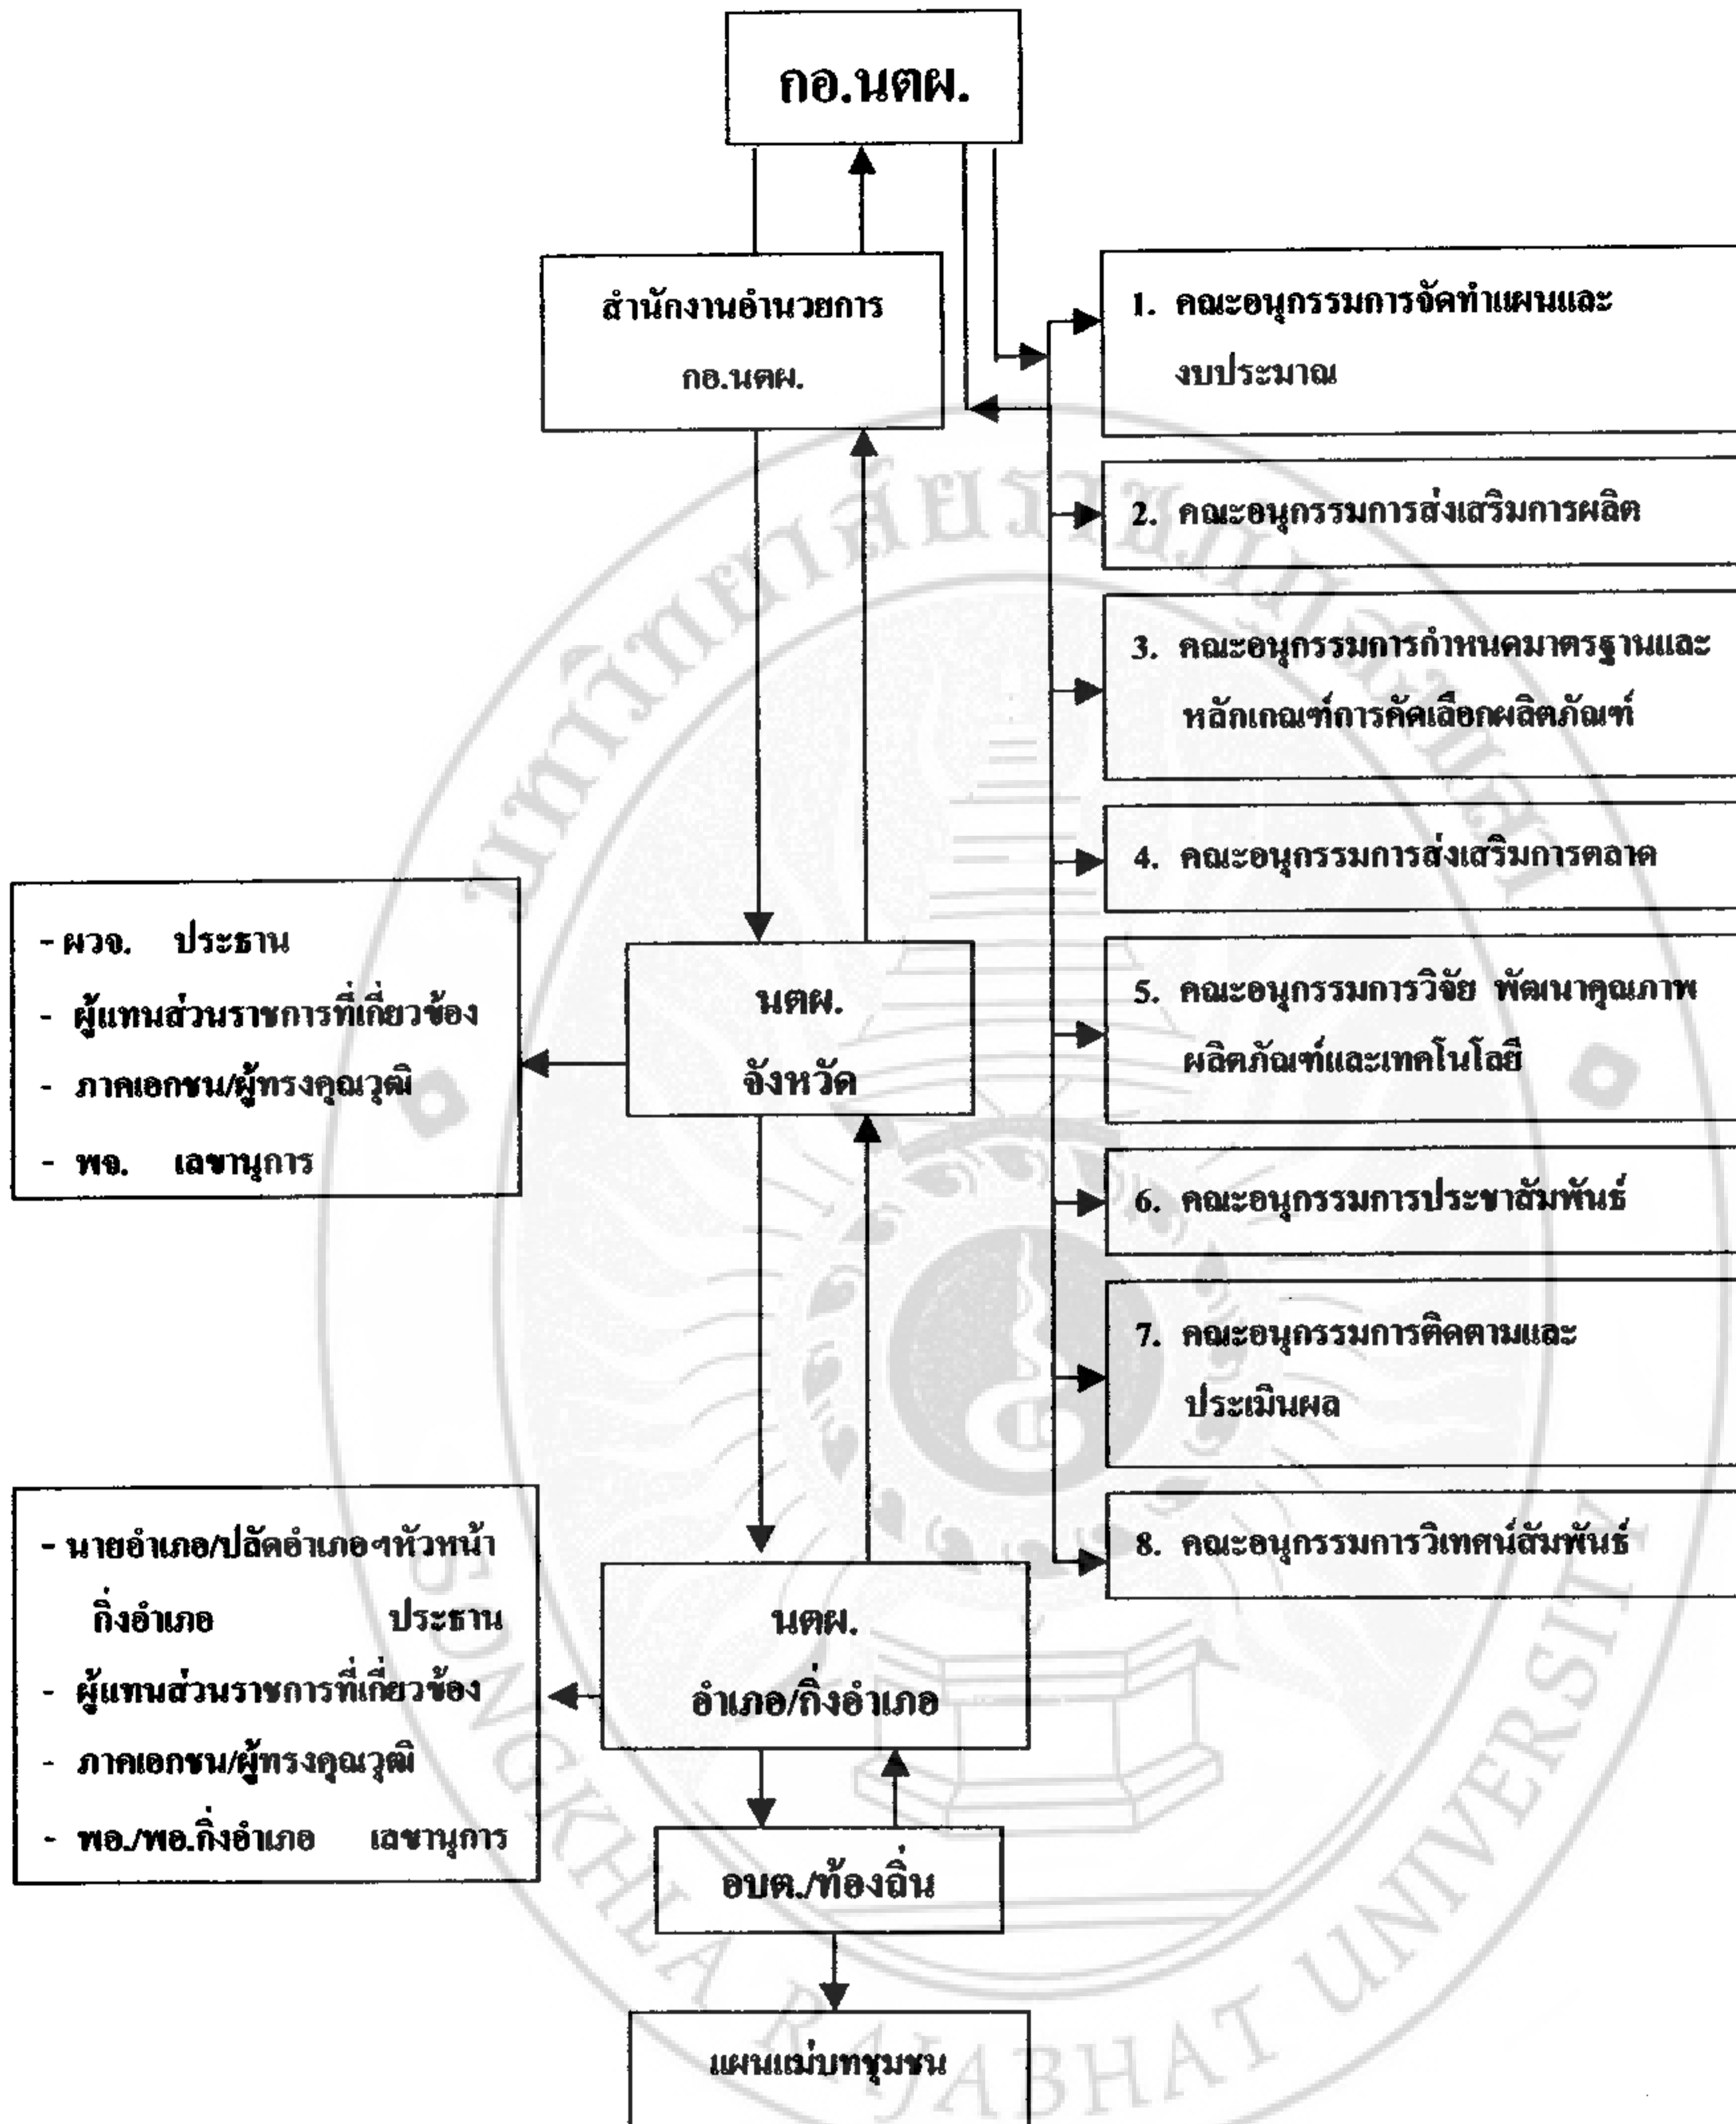 กอ.นตผ.
สำนักงานอำนวยการ
กอ.นตผ.
1. คณะอนุกรรมการจัดทำแผนและ
งบประมาณ
2. คณะอนุกรรมการส่งเสริมการผลิต
3. คณะอนุกรรมการกำหนดมาตรฐานและ
หลักเกณฑ์การคัดเลือกผลิตภัณฑ์
4. คณะอนุกรรมการส่งเสริมการตลาด
5. คณะอนุกรรมการวิจัย พัฒนาคุณภาพ
ผลิตภัณฑ์และเทคโนโลยี
6. คณะอนุกรรมการประชาสัมพันธ์
7. คณะอนุกรรมการติดตามและ
ประเมินผล
8. คณะอนุกรรมการวิเทศน์สัมพันธ์
นตผ.
จังหวัด
- ผวจ. ประธาน
- ผู้แทนส่วนราชการที่เกี่ยวข้อง
- ภาคเอกชน/ผู้ทรงคุณวุฒิ
- พจ. เลขานุการ
นตผ.
อำเภอ/กิ่งอำเภอ
- นายอำเภอ/ปลัดอำเภอฯหัวหน้า
กิ่งอำเภอ ประธาน
- ผู้แทนส่วนราชการที่เกี่ยวข้อง
- ภาคเอกชน/ผู้ทรงคุณวุฒิ
- พอ./พอ.กิ่งอำเภอ เลขานุการ
อบต./ท้องถิ่น
แผนแม่บทชุมชน
มหาวิทยาลัยราชภัฏสงขลา
SONGKHLA RAJABHAT UNIVERSITY